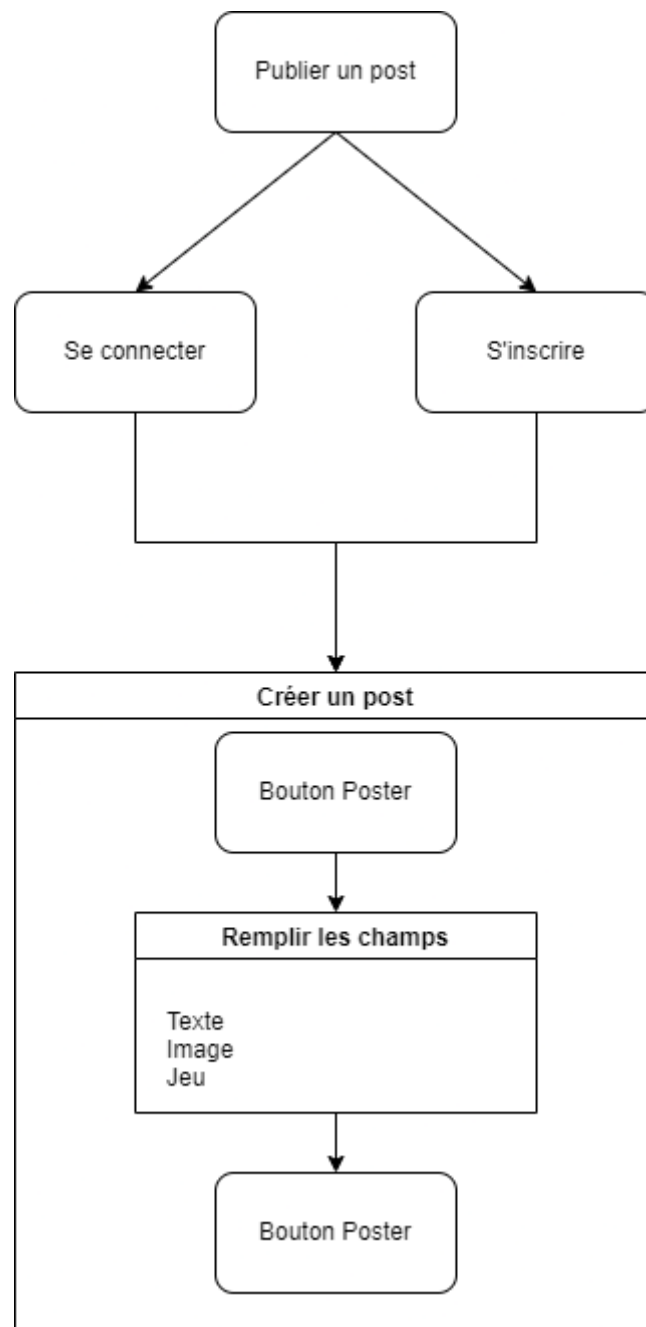 Publier un post
Se connecter
S'inscrire
Créer un post
Bouton Poster
Remplir les champs
Texte
Image
Jeu
Bouton Poster